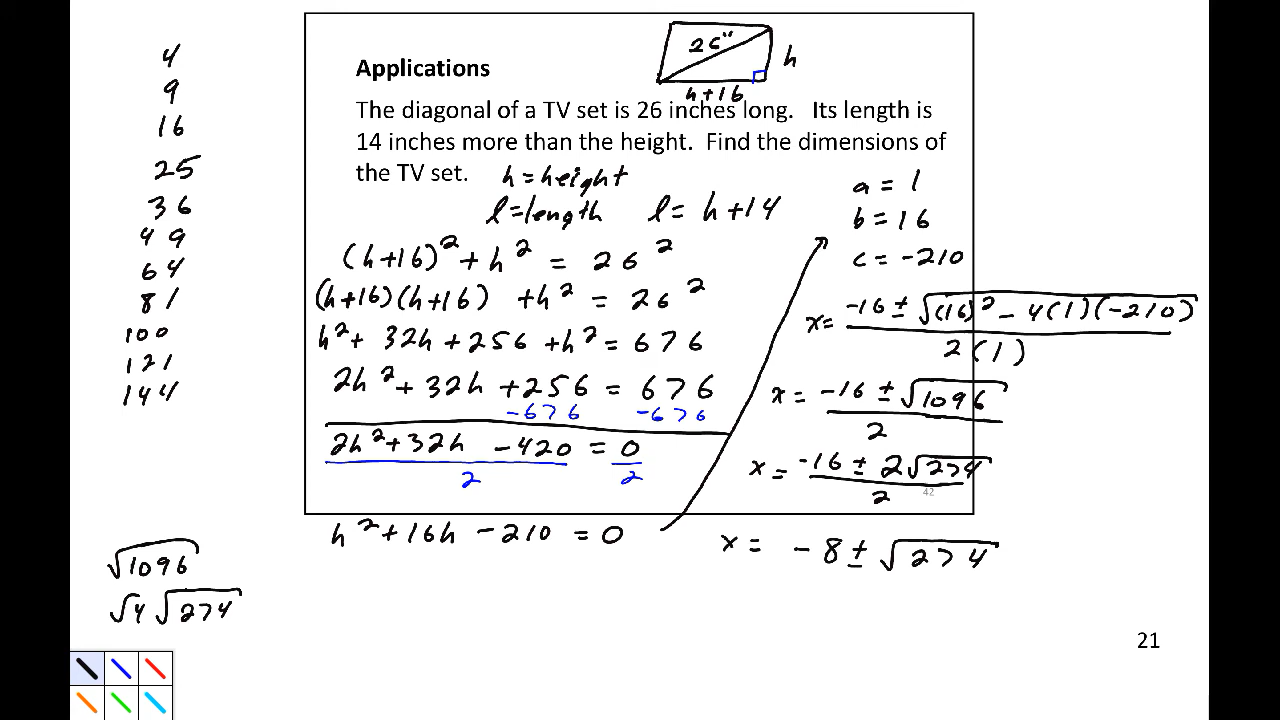 4
9
16
25
36
49
64
81
100
121
144
√1096
√4 √274
26"
h
h+16
Applications
The diagonal of a TV set is 26 inches long. Its length is
14 inches more than the height. Find the dimensions of
the TV set.
h = height
l = length l = h+14
(h+16)² + h² = 26²
(h+16)(h+16) + h² = 26²
h² + 32h + 256 + h² = 676
2h² + 32h + 256 = 676
-676 -676
2h² + 32h - 420 = 0
2 2
h² + 16h - 210 = 0
a = 1
b = 16
c = -210
x = -16 ± √(16)² - 4(1)(-210)
2(1)
x = -16 ± √1096
2
x = -16 ± 2√274
2
42
x = -8 ± √274
21